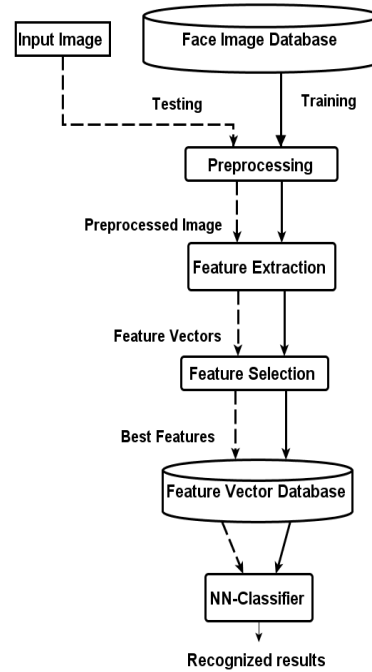 Input Image
Face Image Database
Testing
Training
Preprocessing
Preprocessed Image
Feature Extraction
Feature Vectors
Feature Selection
Best Features
Feature Vector Database
NN-Classifier
Recognized results